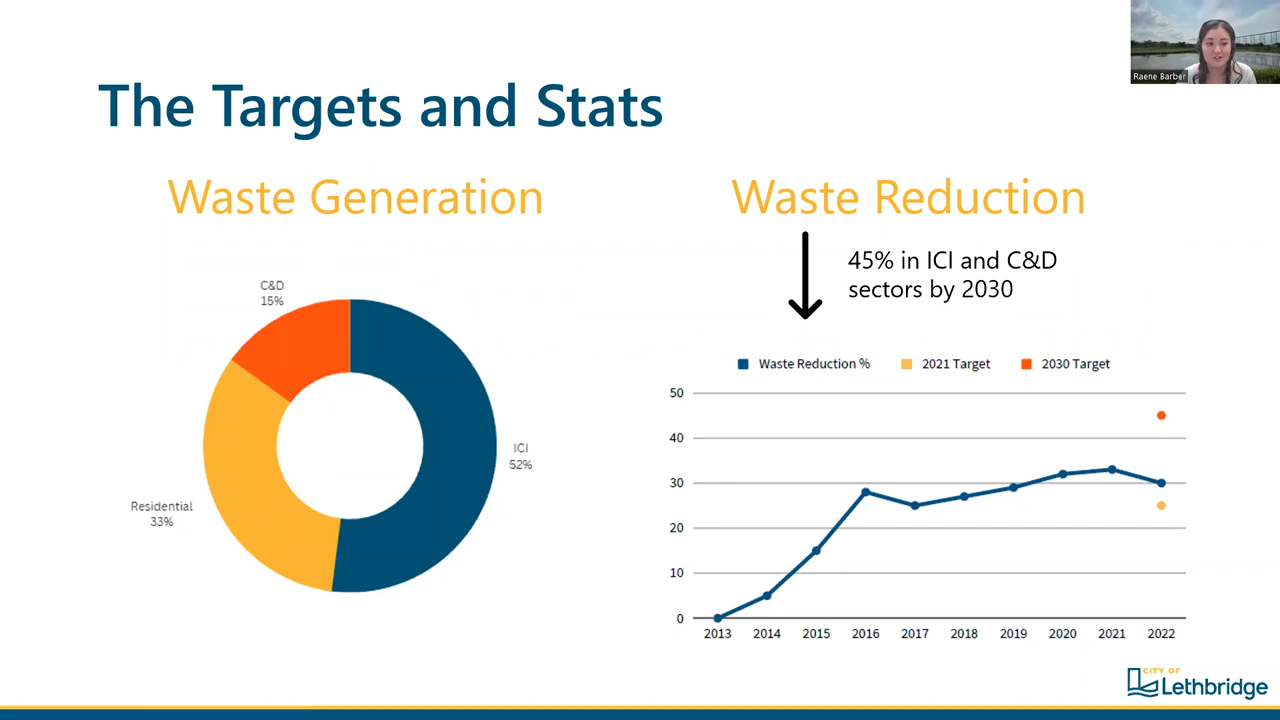 Raene Barber
The Targets and Stats
Waste Generation
C&D
15%
ICI
52%
Residential
33%
Waste Reduction
45% in ICI and C&D
sectors by 2030
Waste Reduction % 2021 Target 2030 Target
50
40
30
20
10
0
2013 2014 2015 2016 2017 2018 2019 2020 2021 2022
CITY OF
Lethbridge